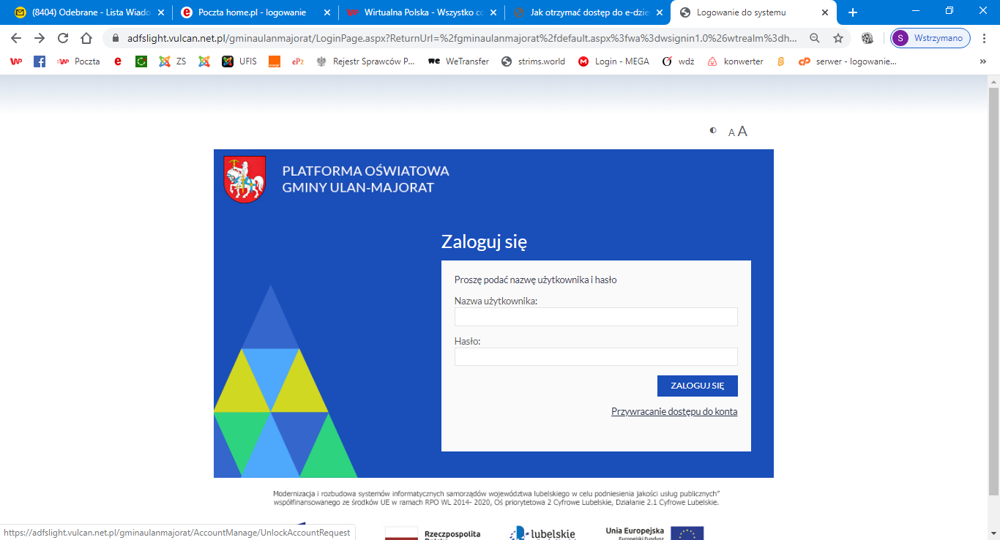 (8404) Odebrane - Lista Wiado
Poczta home.pl - logowanie
Wirtualna Polska - Wszystko co
Jak otrzymać dostęp do e-dzie
Logowanie do systemu
adfslight.vulcan.net.pl/gminaulanmajorat/LoginPage.aspx?ReturnUrl=%2fgminaulanmajorat%2fdefault.aspx%3fwa%3dwsignin1.0%26wtrealm%3dh...
S Wstrzymano
Poczta
ZS
UFIS
Rejestr Sprawców P...
WeTransfer
strims.world
Login - MEGA
wdż
konwerter
serwer - logowanie...
»
A A
PLATFORMA OŚWIATOWA
GMINY ULAN-MAJORAT
Zaloguj się
Proszę podać nazwę użytkownika i hasło
Nazwa użytkownika:
Hasło:
ZALOGUJ SIĘ
Przywracanie dostępu do konta
Modernizacja i rozbudowa systemów informatycznych samorządów województwa lubelskiego w celu podniesienia jakości usług publicznych"
współfinansowanego ze środków UE w ramach RPO WL 2014- 2020, Oś priorytetowa 2 Cyfrowe Lubelskie, Działanie 2.1 Cyfrowe Lubelskie.
https://adfslight.vulcan.net.pl/gminaulanmajorat/AccountManage/UnlockAccountRequest
Rzeczpospolita
lubelskie
Unia Europejska